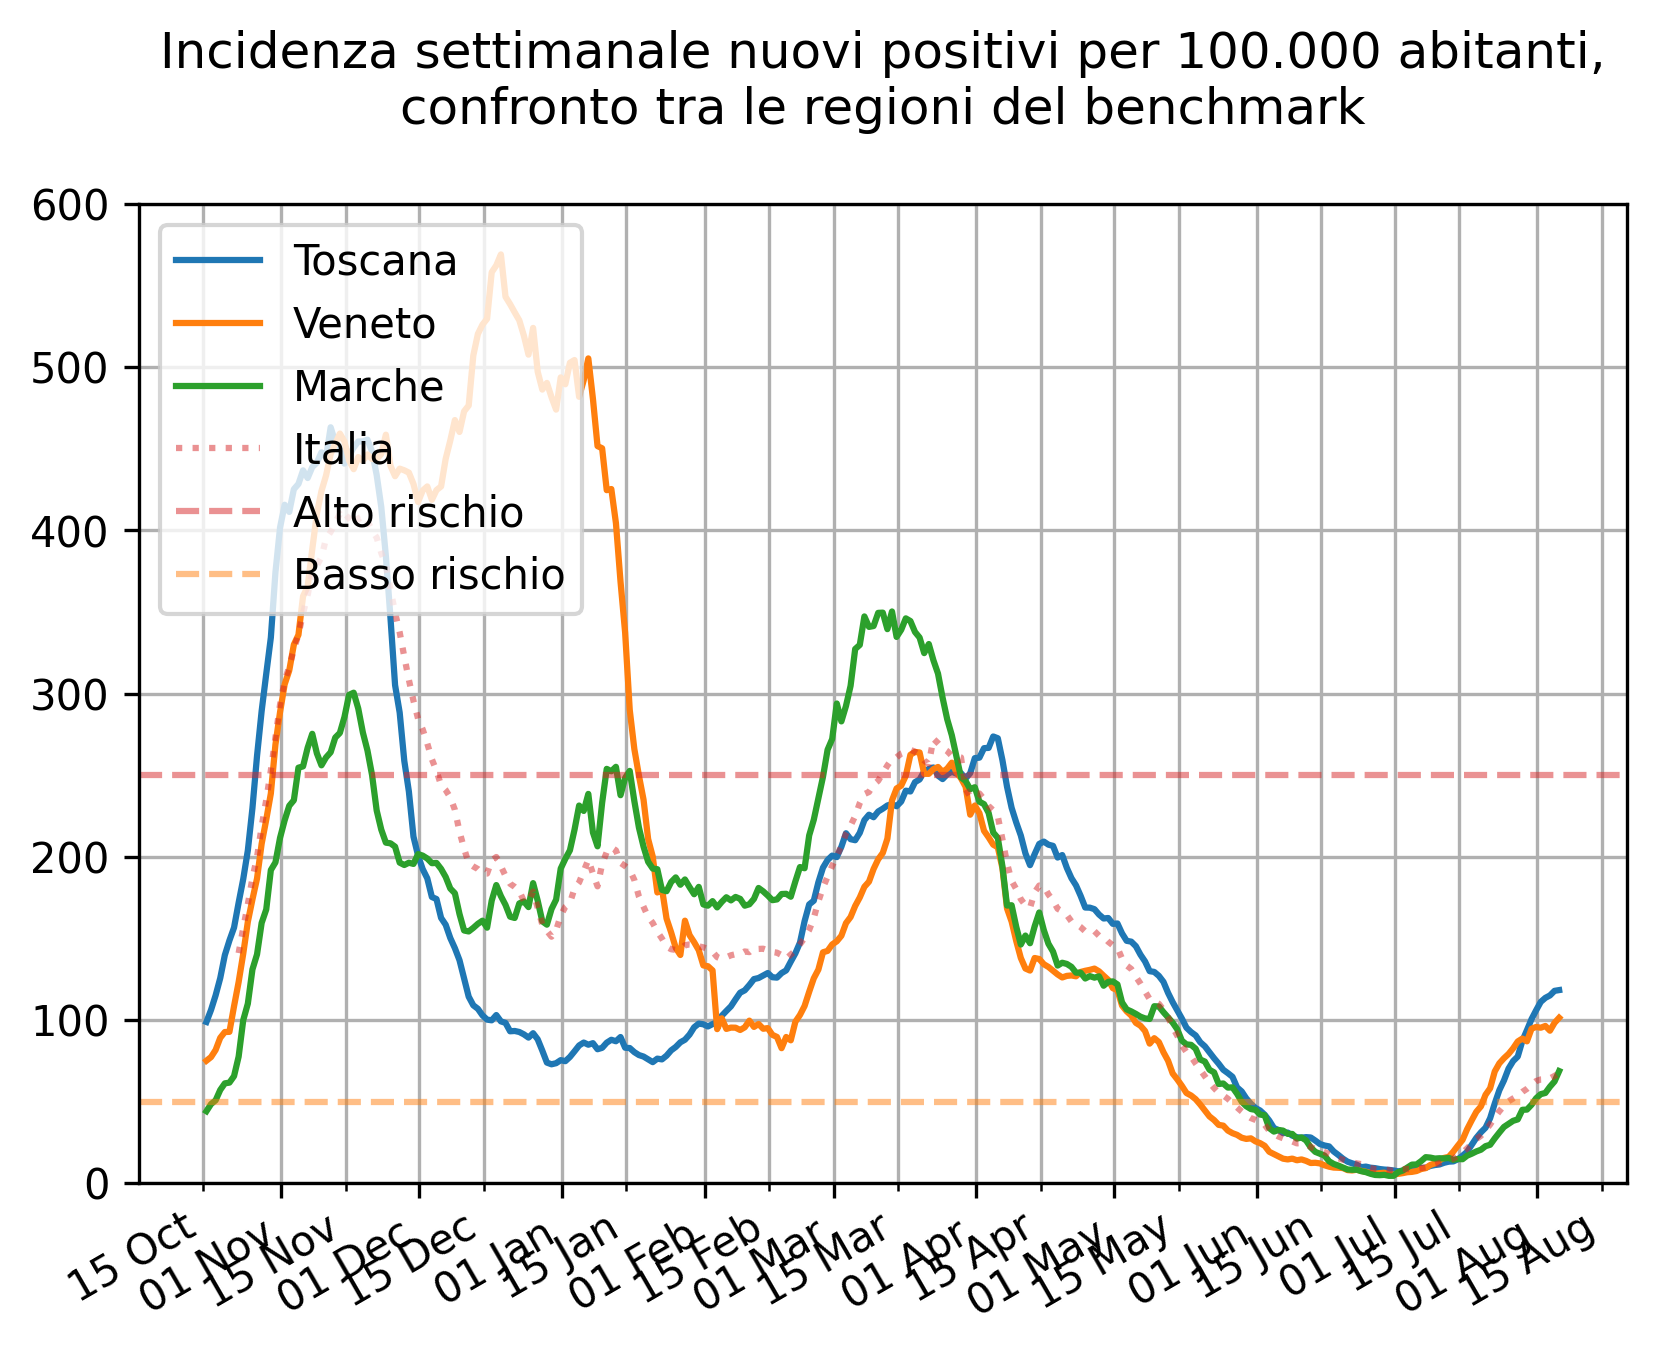 Incidenza settimanale nuovi positivi per 100.000 abitanti,
confronto tra le regioni del benchmark
600
500
400
300
200
100
0
Toscana
Veneto
Marche
Italia
Alto rischio
Basso rischio
15 Oct
01 Nov
15 Nov
01 Dec
15 Dec
01 Jan
15 Jan
01 Feb
15 Feb
01 Mar
15 Mar
01 Apr
15 Apr
01 May
15 May
01 Jun
15 Jun
01 Jul
15 Jul
01 Aug
15 Aug